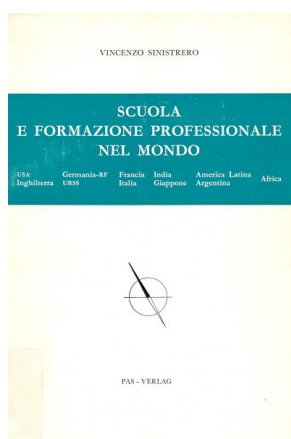 VINCENZO SINISTRERO
SCUOLA
E FORMAZIONE PROFESSIONALE
NEL MONDO
USA Germania-RF Francia India America Latina Africa
Inghilterra URSS Italia Giappone Argentina
PAS - VERLAG